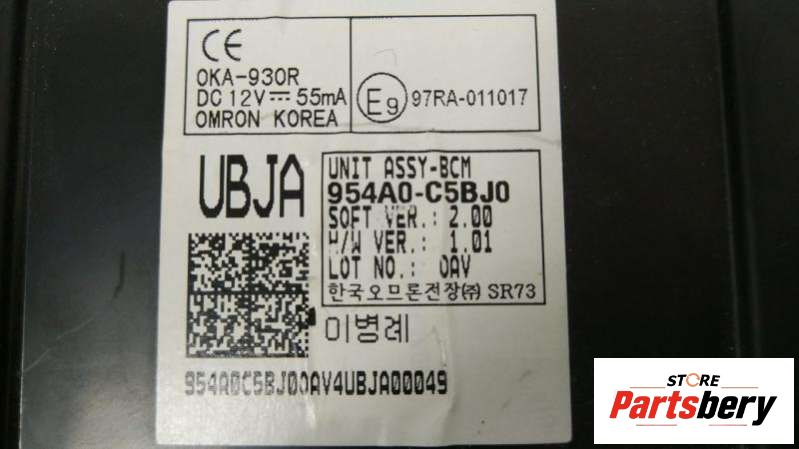 CE
OKA-930R
DC 12V⎓55mA
OMRON KOREA
E9 97RA-011017
UBJA
UNIT ASSY-BCM
954A0-C5BJ0
SOFT VER.: 2.00
H/W VER.: 1.01
LOT NO.: 0AV
한국오므론전장㈜ SR73
이병례
954A0C5BJ00AV4UBJA00049
STORE
Partsbery